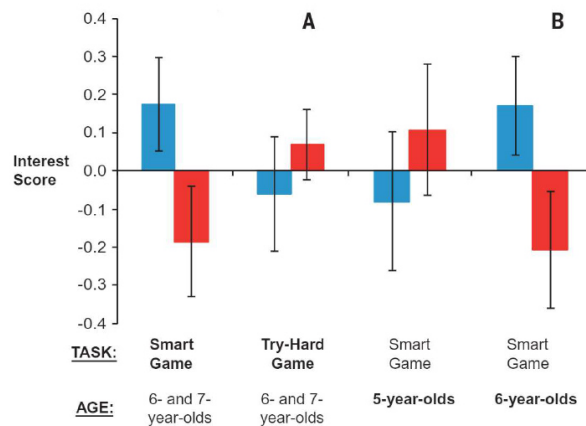 A B
0.4
0.3
0.2
0.1
Interest
Score
0.0
-0.1
-0.2
-0.3
-0.4
TASK: Smart Game Try-Hard Game Smart Game Smart Game
AGE: 6- and 7-year-olds 6- and 7-year-olds 5-year-olds 6-year-olds